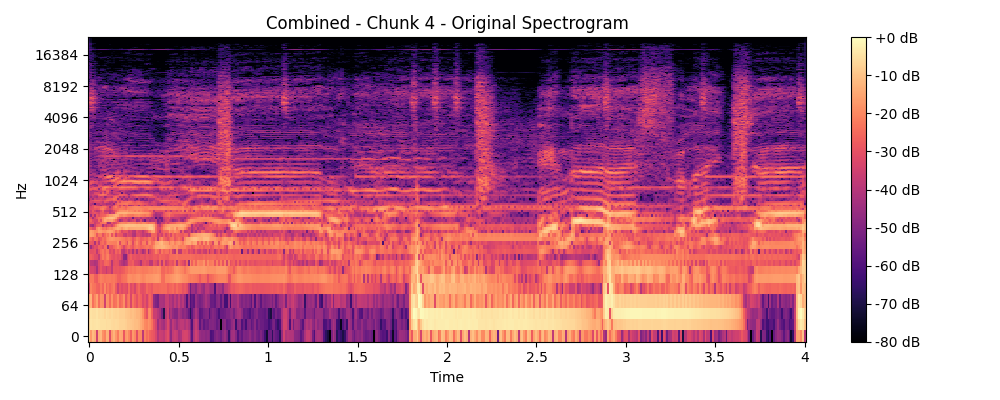 Combined - Chunk 4 - Original Spectrogram
Hz
16384
8192
4096
2048
1024
512
256
128
64
0
0 0.5 1 1.5 2 2.5 3 3.5 4
Time
+0 dB
-10 dB
-20 dB
-30 dB
-40 dB
-50 dB
-60 dB
-70 dB
-80 dB